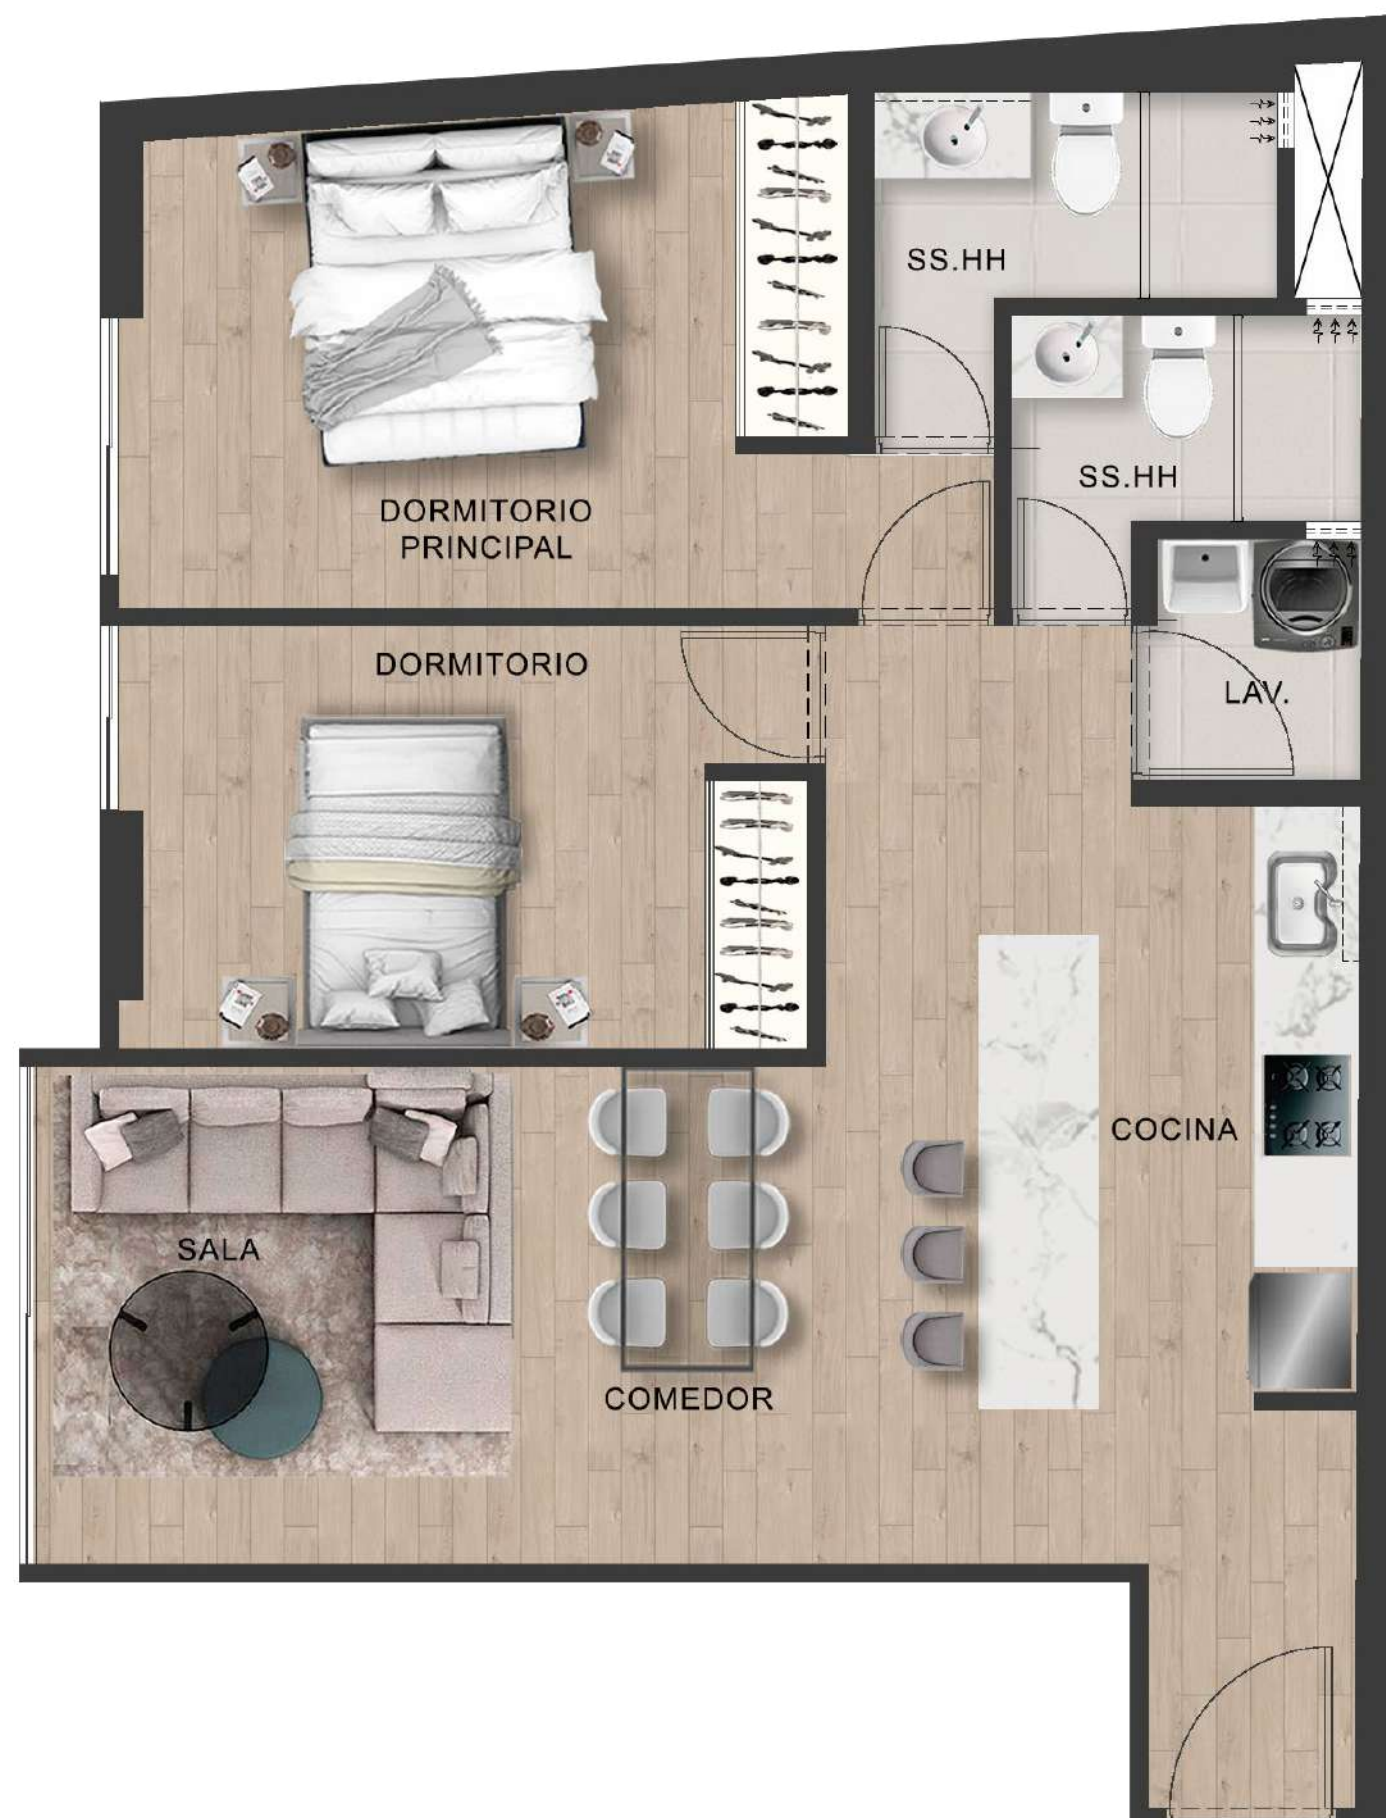 SS.HH
SS.HH
DORMITORIO
PRINCIPAL
DORMITORIO
LAV.
COCINA
SALA
COMEDOR